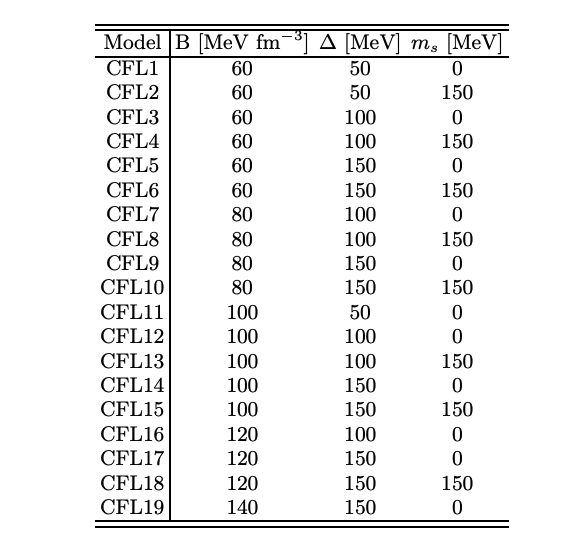 Model B [MeV fm⁻³] Δ [MeV] mₛ [MeV]
CFL1 60 50 0
CFL2 60 50 150
CFL3 60 100 0
CFL4 60 100 150
CFL5 60 150 0
CFL6 60 150 150
CFL7 80 100 0
CFL8 80 100 150
CFL9 80 150 0
CFL10 80 150 150
CFL11 100 50 0
CFL12 100 100 0
CFL13 100 100 150
CFL14 100 150 0
CFL15 100 150 150
CFL16 120 100 0
CFL17 120 150 0
CFL18 120 150 150
CFL19 140 150 0